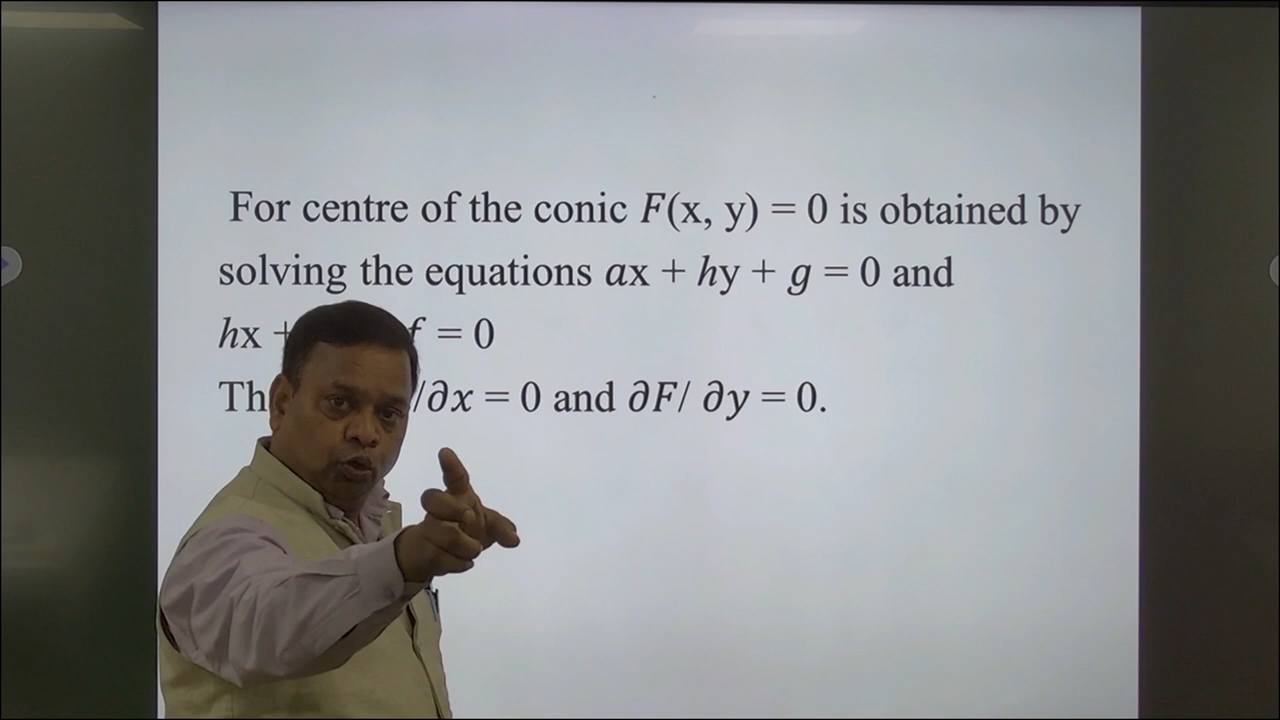 For centre of the conic F(x, y) = 0 is obtained by
solving the equations ax + hy + g = 0 and
hx + f = 0
/∂x = 0 and ∂F/ ∂y = 0.